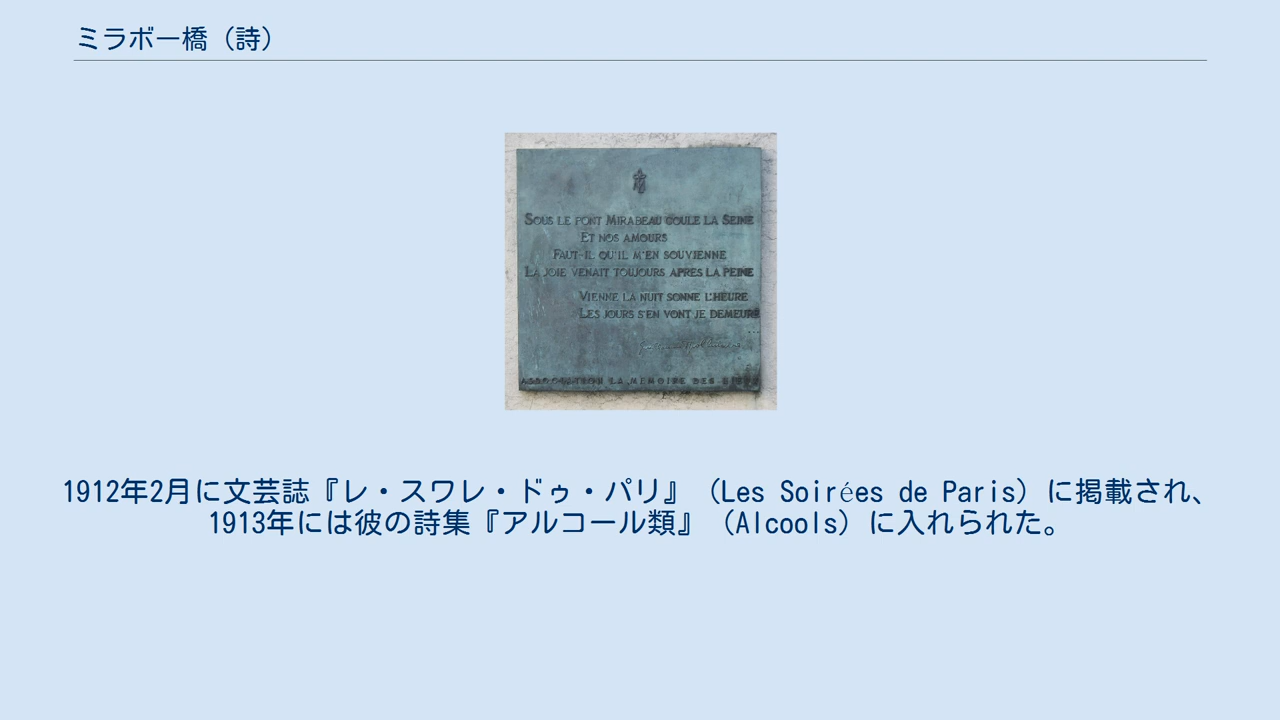 ミラボー橋（詩）
SOUS LE PONT MIRABEAU COULE LA SEINE
ET NOS AMOURS
FAUT-IL QU'IL M'EN SOUVIENNE
LA JOIE VENAIT TOUJOURS APRES LA PEINE
VIENNE LA NUIT SONNE L'HEURE
LES JOURS S'EN VONT JE DEMEURE
ASSOCIATION LA MEMOIRE DES
1912年2月に文芸誌『レ・スワレ・ドゥ・パリ』（Les Soirées de Paris）に掲載され、
1913年には彼の詩集『アルコール類』（Alcools）に入れられた。